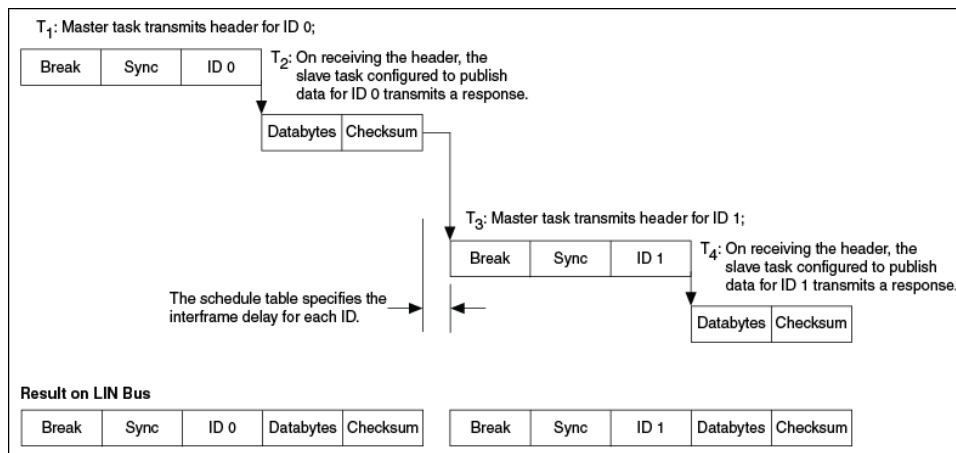 T1: Master task transmits header for ID 0;
Break Sync ID 0
T2: On receiving the header, the
slave task configured to publish
data for ID 0 transmits a response.
Databytes Checksum
T3: Master task transmits header for ID 1;
Break Sync ID 1
T4: On receiving the header, the
slave task configured to publish
data for ID 1 transmits a response.
The schedule table specifies the
interframe delay for each ID.
Databytes Checksum
Result on LIN Bus
Break Sync ID 0 Databytes Checksum Break Sync ID 1 Databytes Checksum